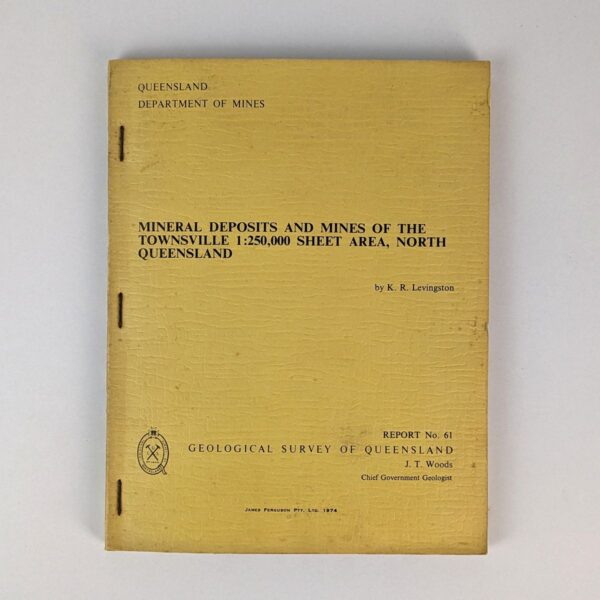 QUEENSLAND
DEPARTMENT OF MINES
MINERAL DEPOSITS AND MINES OF THE
TOWNSVILLE 1:250,000 SHEET AREA, NORTH
QUEENSLAND
by K. R. Levingston
REPORT No. 61
GEOLOGICAL SURVEY OF QUEENSLAND
J. T. Woods
Chief Government Geologist
JAMES FERGUSON PTY. LTD. 1974